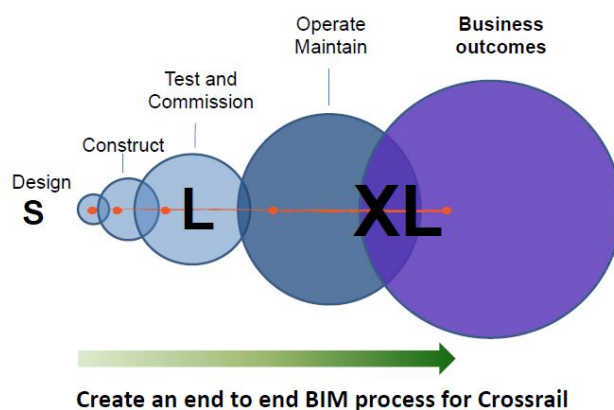 Operate
Maintain
Business
outcomes
Test and
Commission
Construct
Design
S
L
XL
Create an end to end BIM process for Crossrail